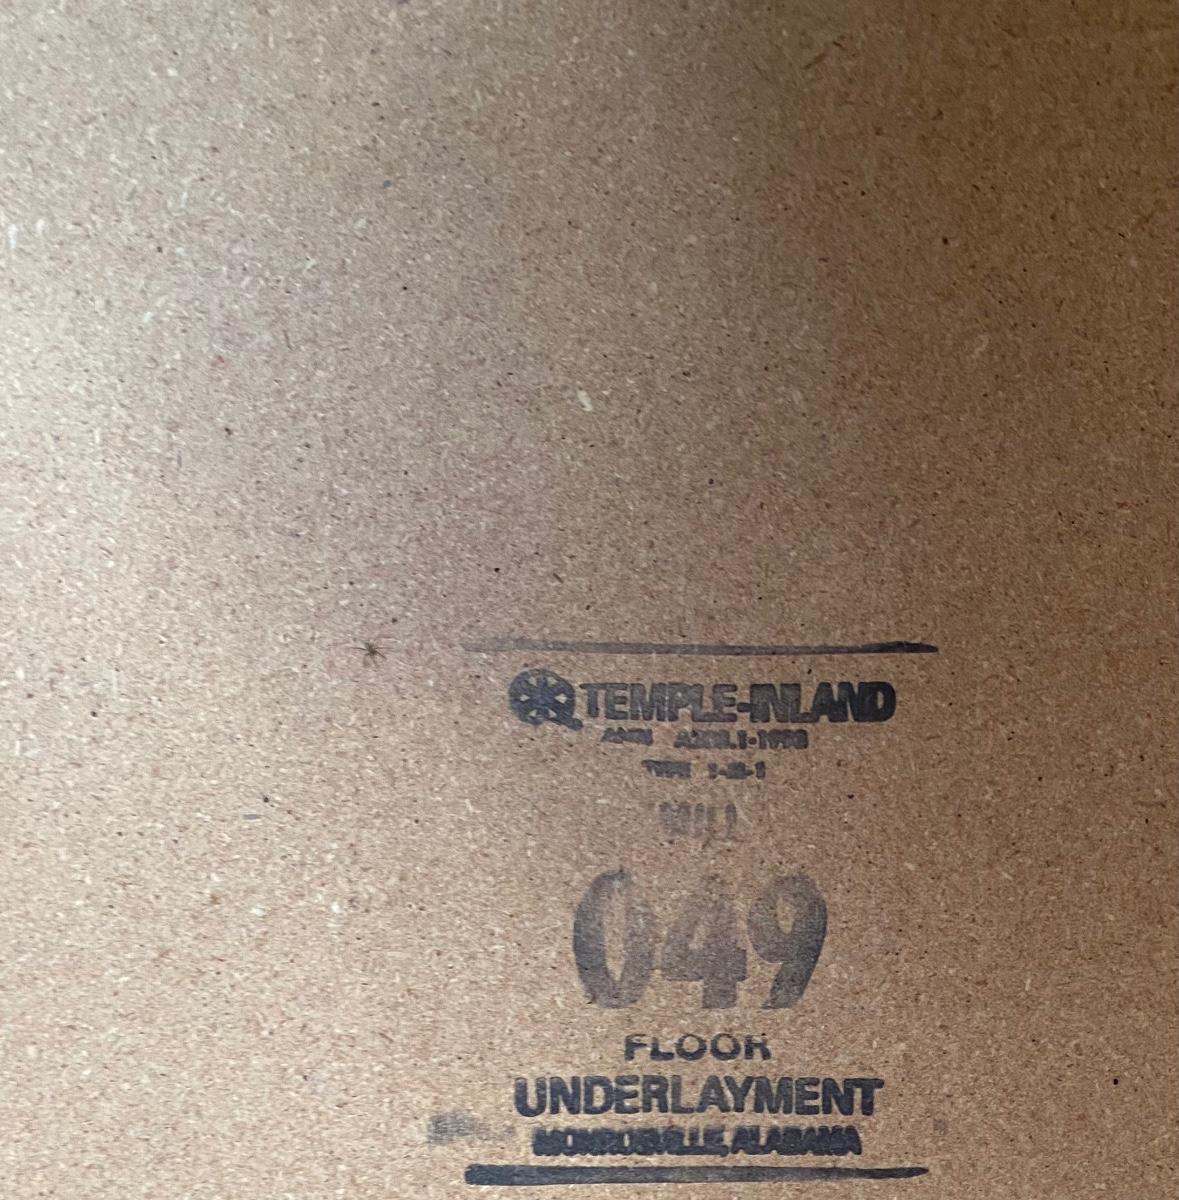 TEMPLE-INLAND
MILL
049
FLOOR
UNDERLAYMENT
MONROEVILLE, ALABAMA